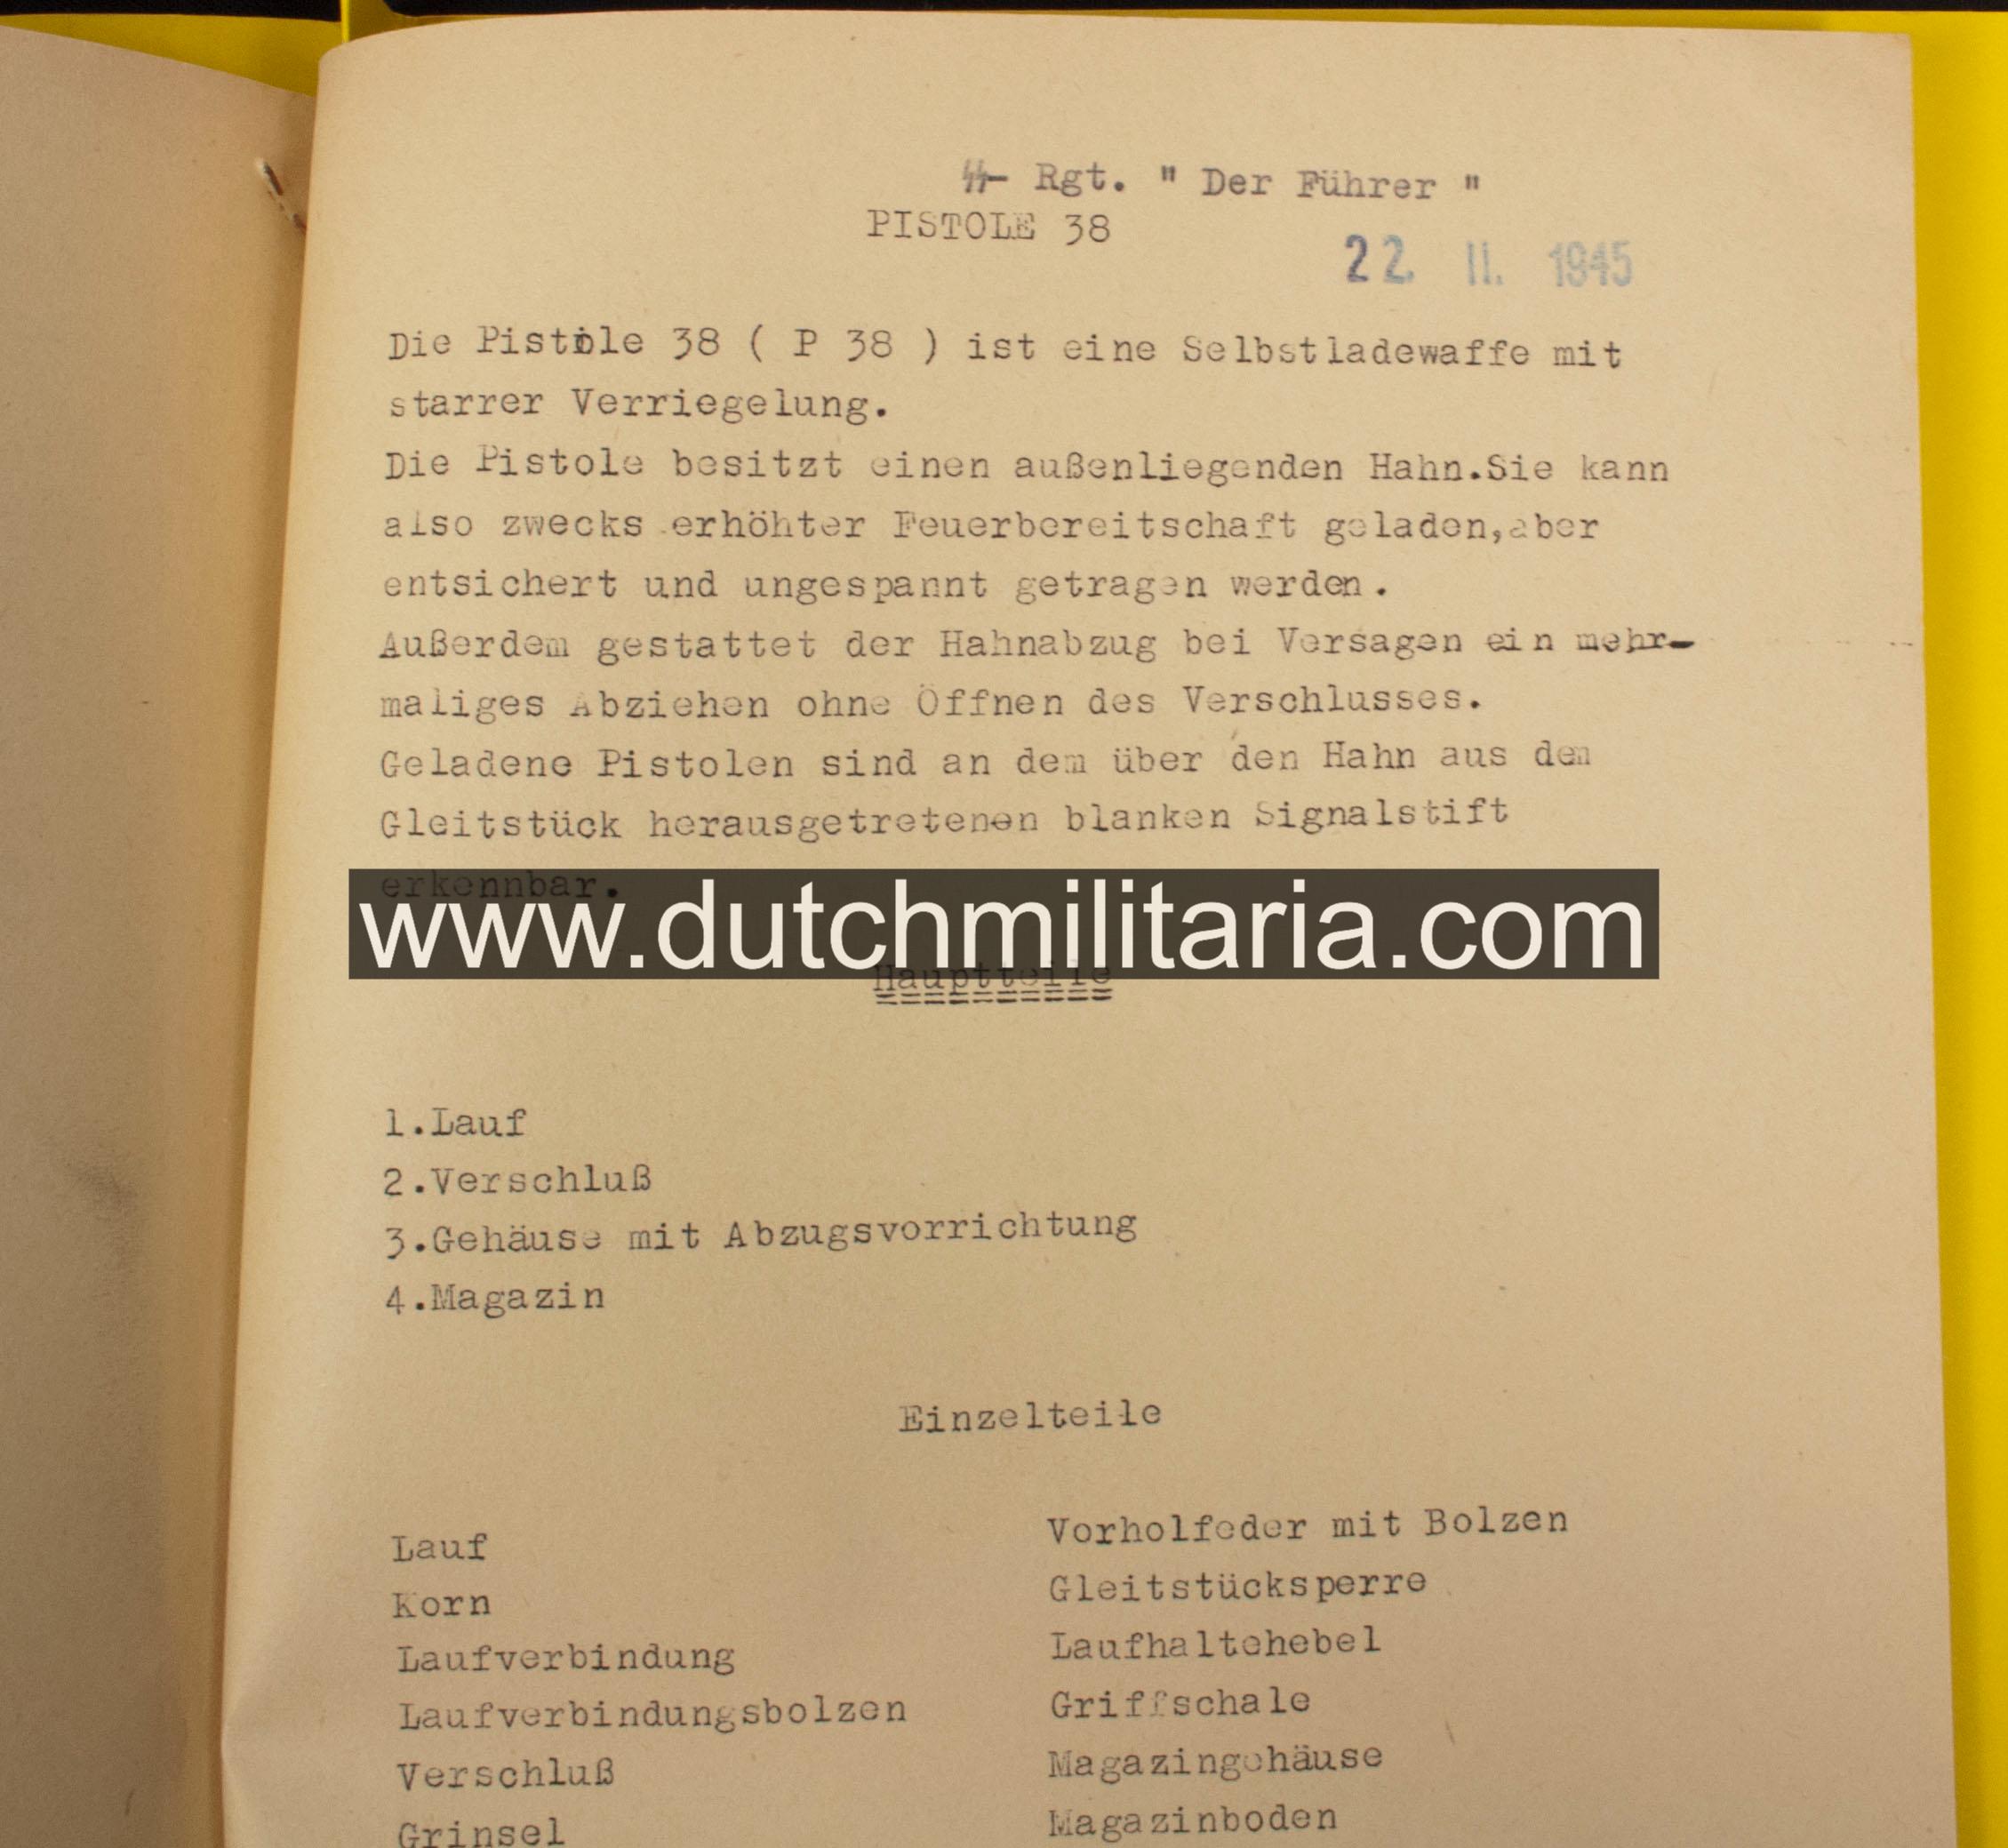 ᛋᛋ- Rgt. " Der Führer "
PISTOLE 38
22. II. 1945
Die Pistole 38 ( P 38 ) ist eine Selbstladewaffe mit
starrer Verriegelung.
Die Pistole besitzt einen außenliegenden Hahn.Sie kann
also zwecks erhöhter Feuerbereitschaft geladen,aber
entsichert und ungespannt getragen werden.
Außerdem gestattet der Hahnabzug bei Versagen ein mehr-
maliges Abziehen ohne Öffnen des Verschlusses.
Geladene Pistolen sind an dem über den Hahn aus dem
Gleitstück herausgetretenen blanken Signalstift
erkennbar.
www.dutchmilitaria.com
Hauptteile
1.Lauf
2.Verschluß
3.Gehäuse mit Abzugsvorrichtung
4.Magazin
Einzelteile
Lauf
Korn
Laufverbindung
Laufverbindungsbolzen
Verschluß
Grinsel
Vorholfeder mit Bolzen
Gleitstücksperre
Laufhaltehebel
Griffschale
Magazingehäuse
Magazinboden